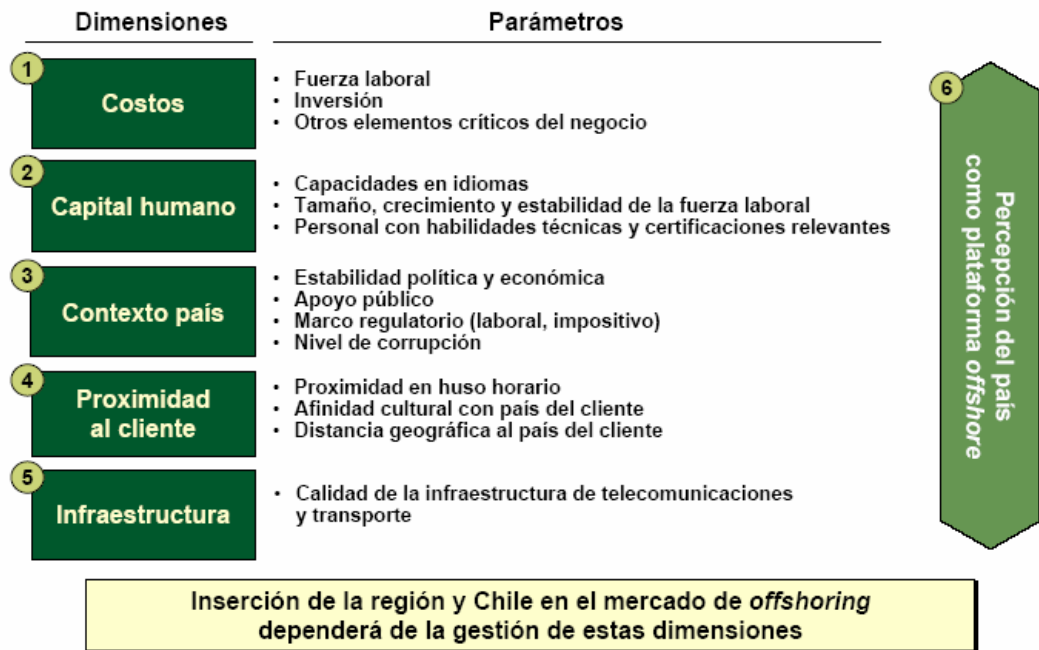 Dimensiones
Parámetros
1
Costos
• Fuerza laboral
• Inversión
• Otros elementos críticos del negocio
2
Capital humano
• Capacidades en idiomas
• Tamaño, crecimiento y estabilidad de la fuerza laboral
• Personal con habilidades técnicas y certificaciones relevantes
3
Contexto país
• Estabilidad política y económica
• Apoyo público
• Marco regulatorio (laboral, impositivo)
• Nivel de corrupción
4
Proximidad
al cliente
• Proximidad en huso horario
• Afinidad cultural con país del cliente
• Distancia geográfica al país del cliente
5
Infraestructura
• Calidad de la infraestructura de telecomunicaciones
y transporte
6
Percepción del país
como plataforma offshore
Inserción de la región y Chile en el mercado de offshoring
dependerá de la gestión de estas dimensiones